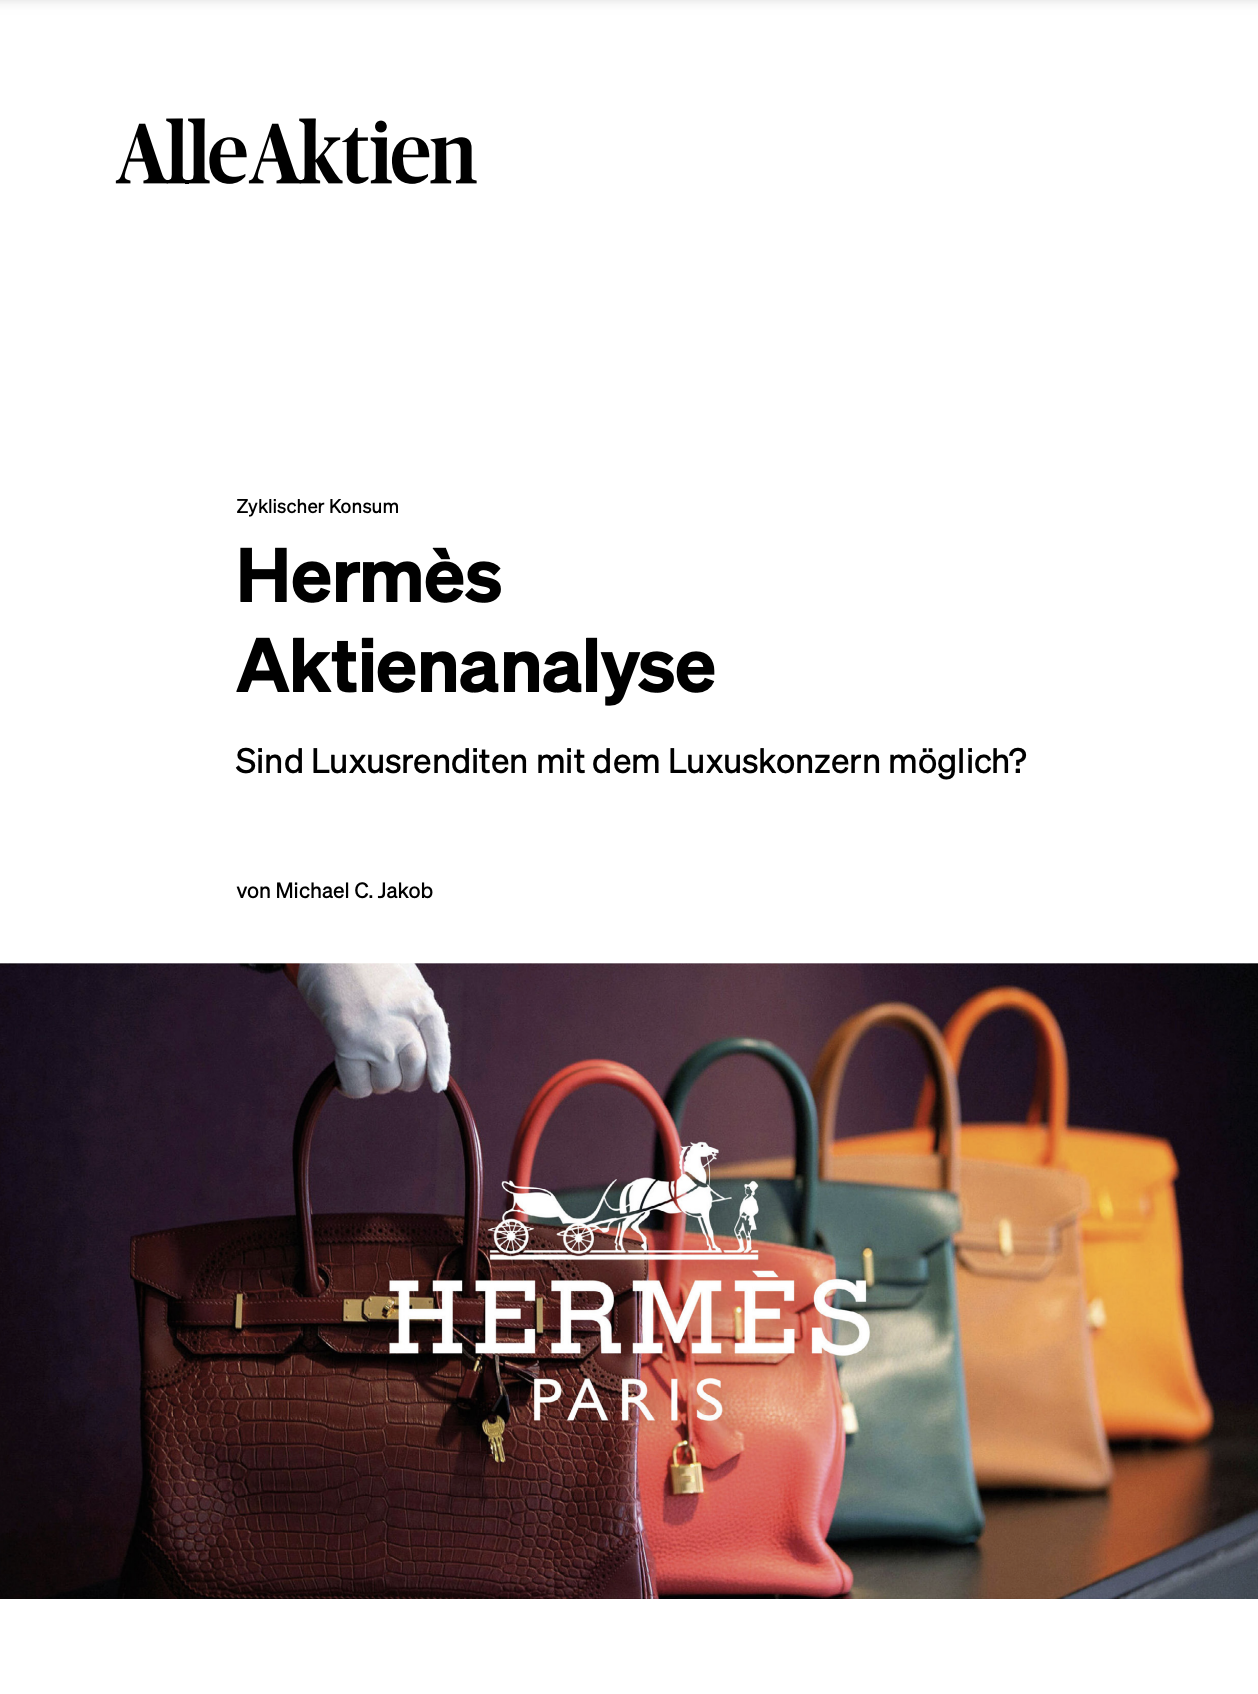 AlleAktien
Zyklischer Konsum
Hermès
Aktienanalyse
Sind Luxusrenditen mit dem Luxuskonzern möglich?
von Michael C. Jakob
HERMÈS
PARIS